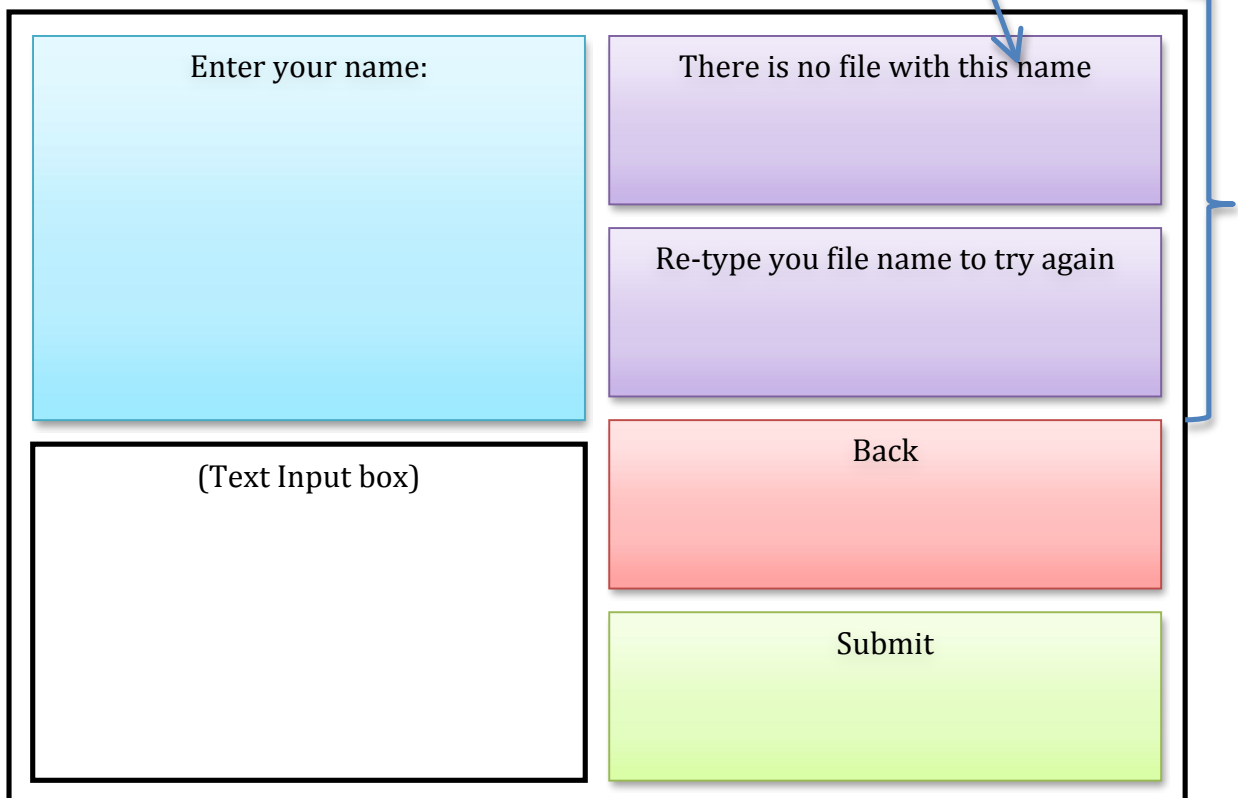 Enter your name:
(Text Input box)
There is no file with this name
Re-type you file name to try again
Back
Submit